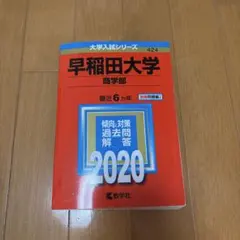 大学入試シリーズ
424
早稲田大学
商学部
最近6カ年
傾向と対策
過去問
解答
2020
教学社